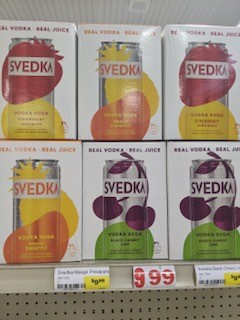 REAL VODKA · REAL JUICE
REAL VODKA · REAL JUICE
REAL VODKA · REAL JUICE
SVEDKA
SVEDKA
SVEDKA
VODKA SODA
VODKA SODA
VODKA SODA
STRAWBERRY
LEMONADE
STRAWBERRY
LEMONADE
REAL VODKA · REAL JUICE
REAL VODKA · REAL JUICE
REAL VODKA · REAL JUICE
SVEDKA
SVEDKA
SVEDKA
VODKA SODA
VODKA SODA
VODKA SODA
MANGO
PINEAPPLE
BLACK CHERRY
LIME
BLACK CHERRY
LIME
Svedka Mango Pineapple
9.99
Svedka Black Cherry